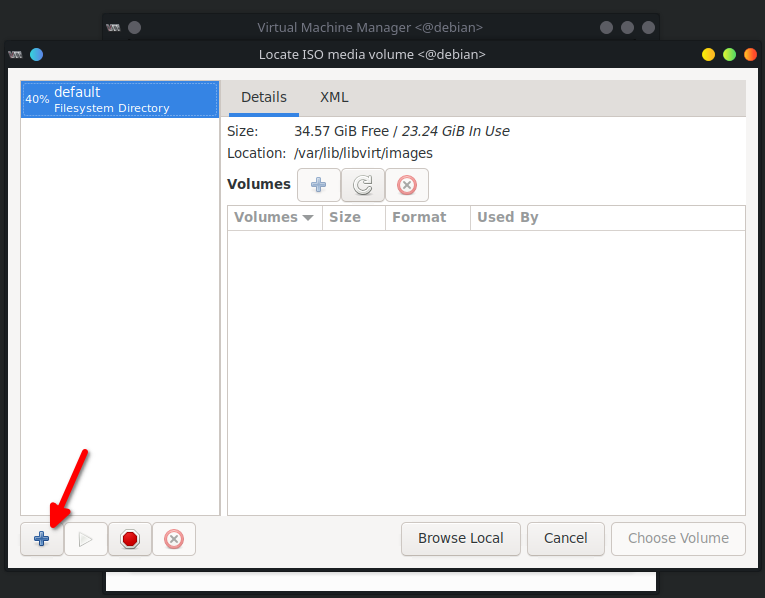 Virtual Machine Manager <@debian>
Locate ISO media volume <@debian>
40% default
Filesystem Directory
Details XML
Size: 34.57 GiB Free / 23.24 GiB In Use
Location: /var/lib/libvirt/images
Volumes
Volumes Size Format Used By
Browse Local Cancel Choose Volume